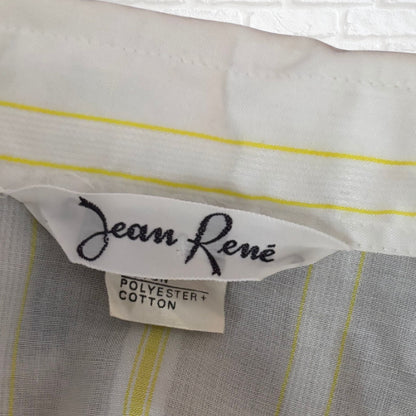 Jean René
POLYESTER +
COTTON